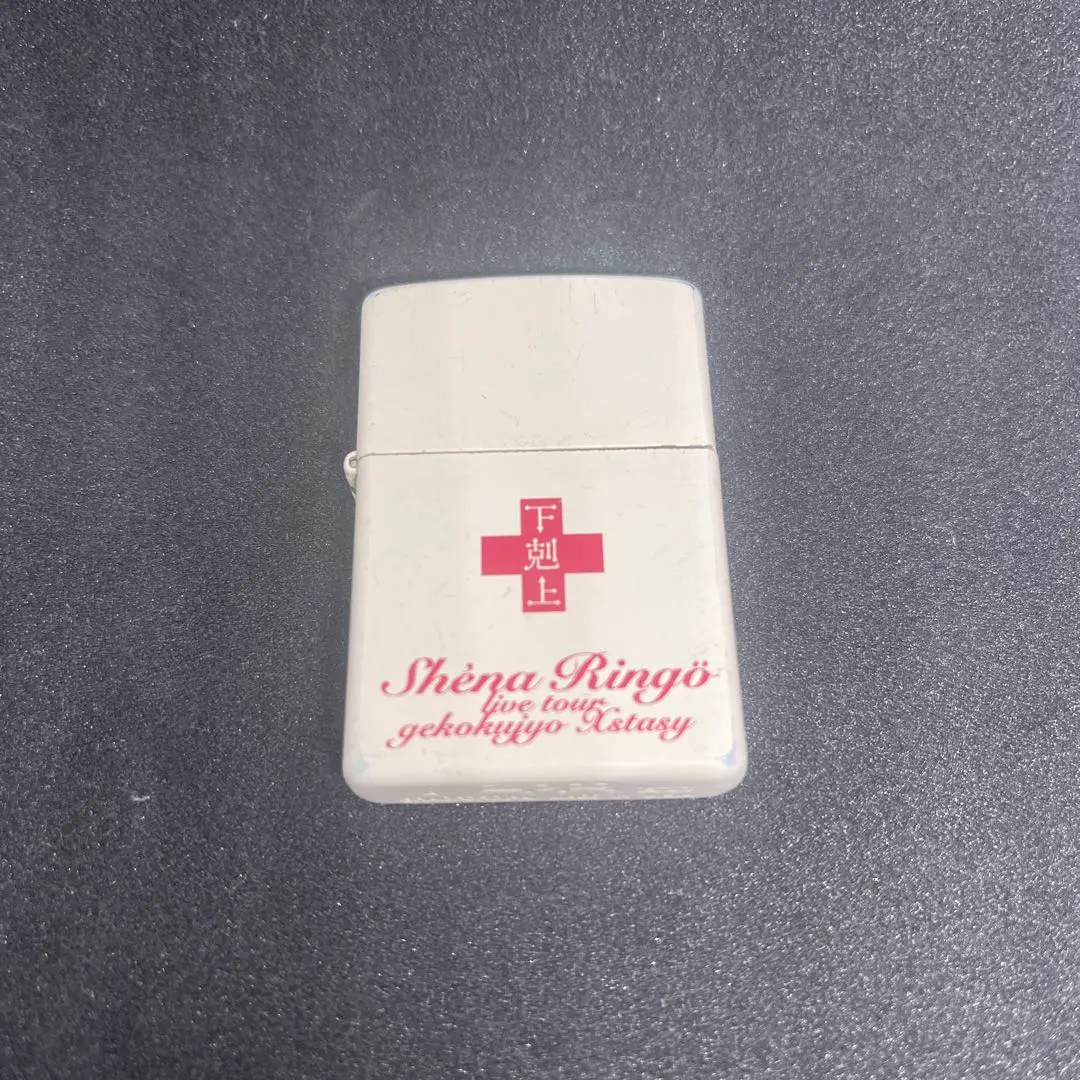 下
剋
上
Shéna Ringö
live tour
gekokujyo Xstasy